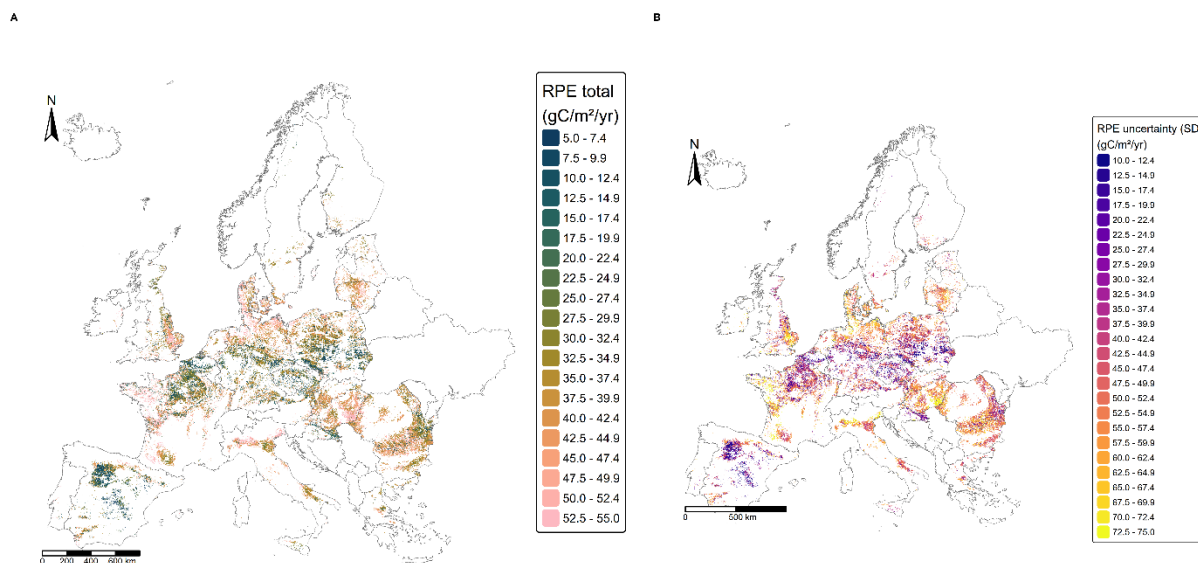 A
B
N
RPE total
(gC/m²/yr)
5.0 - 7.4
7.5 - 9.9
10.0 - 12.4
12.5 - 14.9
15.0 - 17.4
17.5 - 19.9
20.0 - 22.4
22.5 - 24.9
25.0 - 27.4
27.5 - 29.9
30.0 - 32.4
32.5 - 34.9
35.0 - 37.4
37.5 - 39.9
40.0 - 42.4
42.5 - 44.9
45.0 - 47.4
47.5 - 49.9
50.0 - 52.4
52.5 - 55.0
0 200 400 600 km
N
RPE uncertainty (SD
(gC/m²/yr)
10.0 - 12.4
12.5 - 14.9
15.0 - 17.4
17.5 - 19.9
20.0 - 22.4
22.5 - 24.9
25.0 - 27.4
27.5 - 29.9
30.0 - 32.4
32.5 - 34.9
35.0 - 37.4
37.5 - 39.9
40.0 - 42.4
42.5 - 44.9
45.0 - 47.4
47.5 - 49.9
50.0 - 52.4
52.5 - 54.9
55.0 - 57.4
57.5 - 59.9
60.0 - 62.4
62.5 - 64.9
65.0 - 67.4
67.5 - 69.9
70.0 - 72.4
72.5 - 75.0
0 500 km